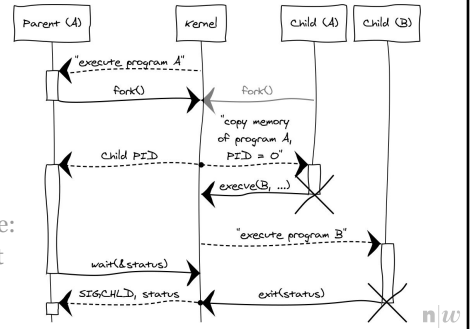 Parent (A) Kernel Child (A) Child (B)
"execute program A"
fork() fork()
"copy memory
of program A,
Child PID PID = 0"
execve(B, ...)
"execute program B"
e:
t
wait(&status)
SIGCHLD, status exit(status)
n|w